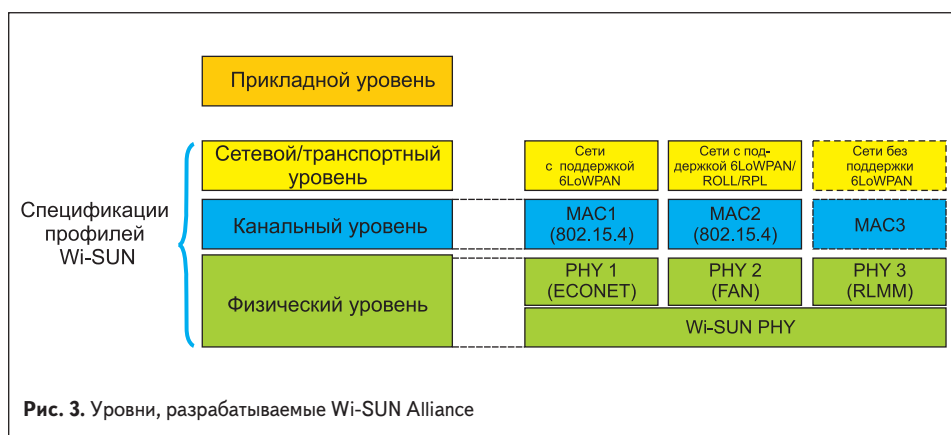 Прикладной уровень
Сетевой/транспортный
уровень
Сети
с поддержкой
6LoWPAN
Сети с под-
держкой 6LoWPAN/
ROLL/RPL
Сети без
поддержки
6LoWPAN
Спецификации
профилей
Wi-SUN
Канальный уровень
MAC1
(802.15.4)
MAC2
(802.15.4)
MAC3
Физический уровень
PHY 1
(ECONET)
PHY 2
(FAN)
PHY 3
(RLMM)
Wi-SUN PHY
Рис. 3. Уровни, разрабатываемые Wi-SUN Alliance